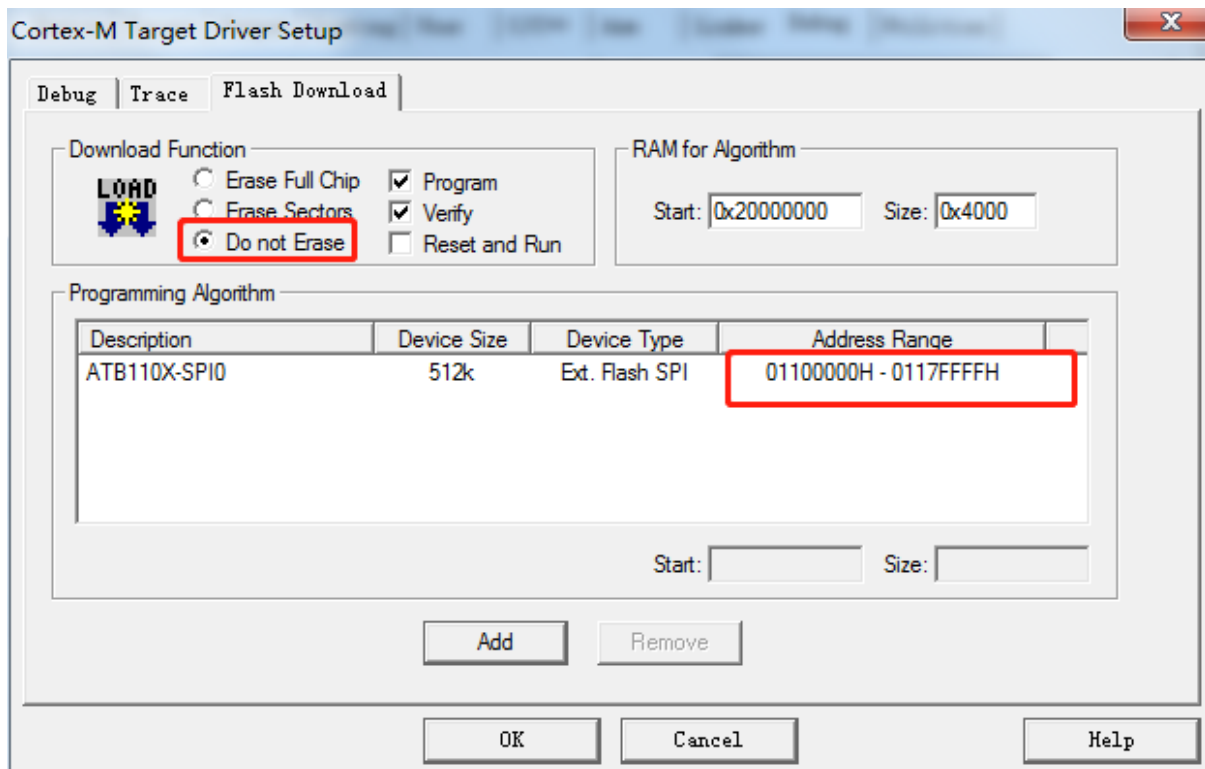 Cortex-M Target Driver Setup
Debug Trace Flash Download
Download Function
LOAD
Erase Full Chip
Erase Sectors
Do not Erase
Program
Verify
Reset and Run
RAM for Algorithm
Start: 0x20000000 Size: 0x4000
Programming Algorithm
Description Device Size Device Type Address Range
ATB110X-SPI0 512k Ext. Flash SPI 01100000H - 0117FFFFH
Start: Size:
Add Remove
OK Cancel Help